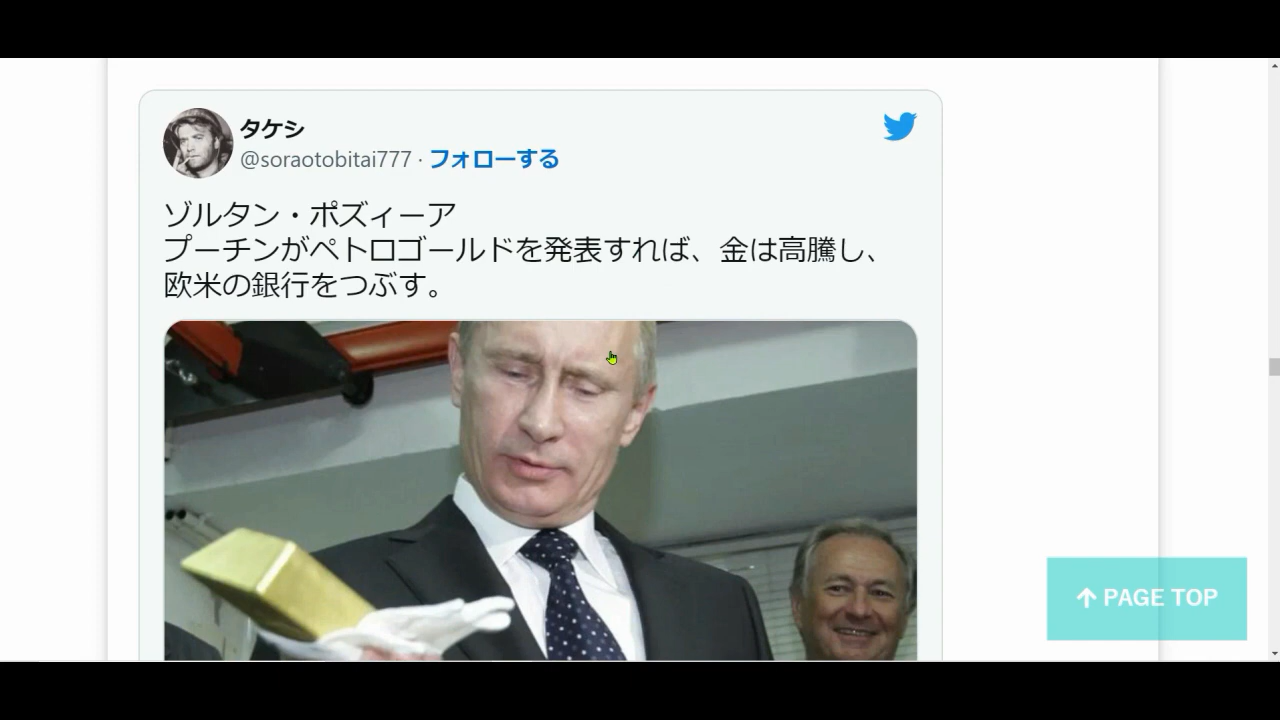 タケシ
@soraotobitai777 · フォローする
ゾルタン・ポズィーア
プーチンがペトロゴールドを発表すれば、金は高騰し、
欧米の銀行をつぶす。
↑ PAGE TOP